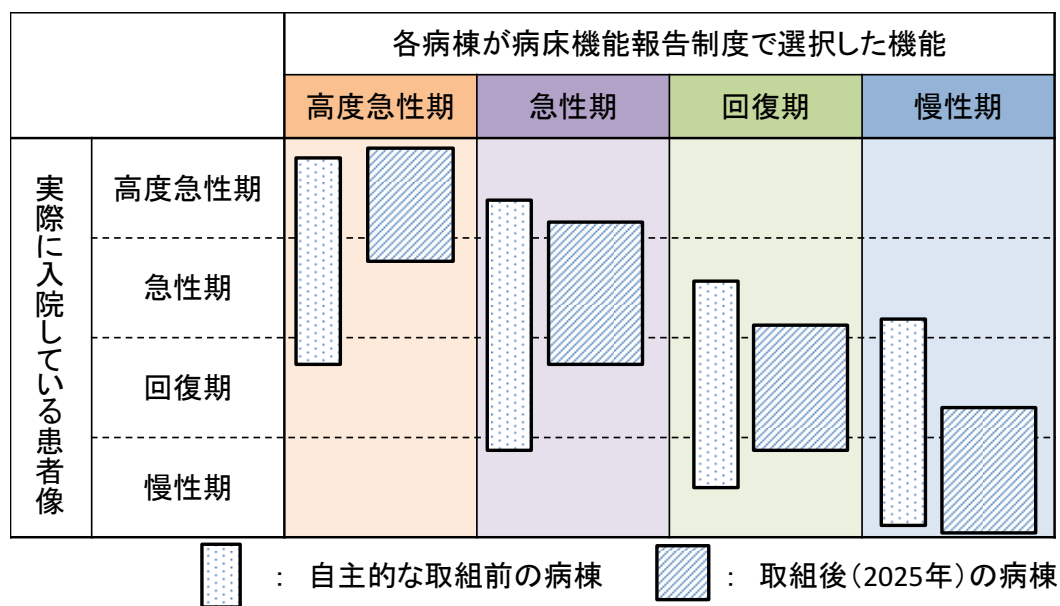 各病棟が病床機能報告制度で選択した機能
高度急性期
急性期
回復期
慢性期
実際に入院している患者像
高度急性期
急性期
回復期
慢性期
： 自主的な取組前の病棟
： 取組後（2025年）の病棟